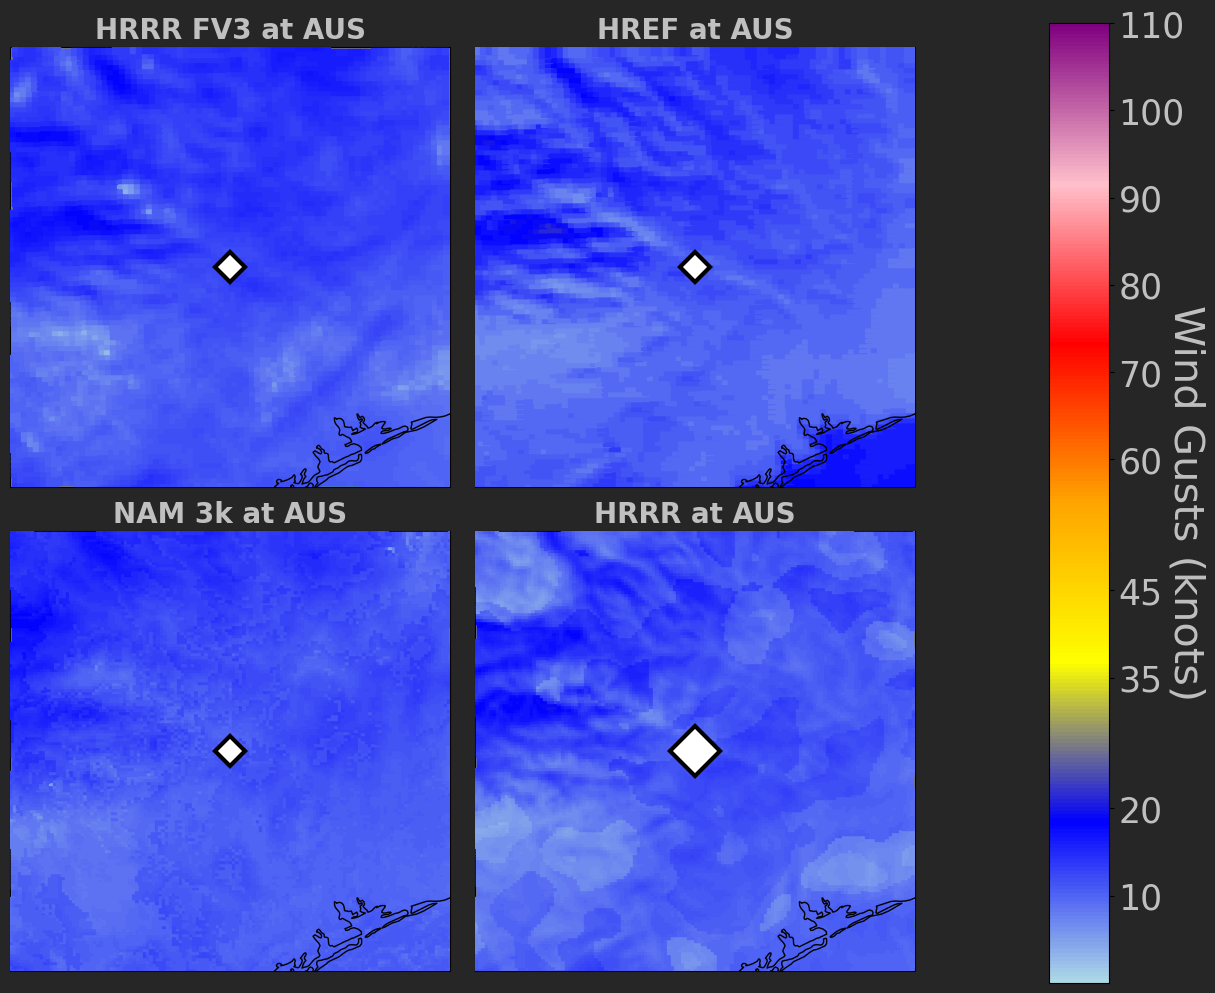 HRRR FV3 at AUS
HREF at AUS
NAM 3k at AUS
HRRR at AUS
110
100
90
80
70
60
45
35
20
10
Wind Gusts (knots)